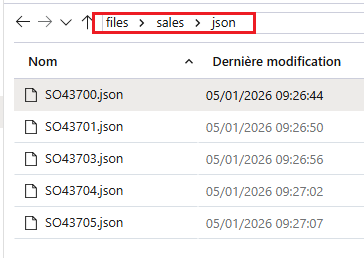 files > sales > json
Nom Dernière modification
SO43700.json 05/01/2026 09:26:44
SO43701.json 05/01/2026 09:26:50
SO43703.json 05/01/2026 09:26:56
SO43704.json 05/01/2026 09:27:02
SO43705.json 05/01/2026 09:27:07